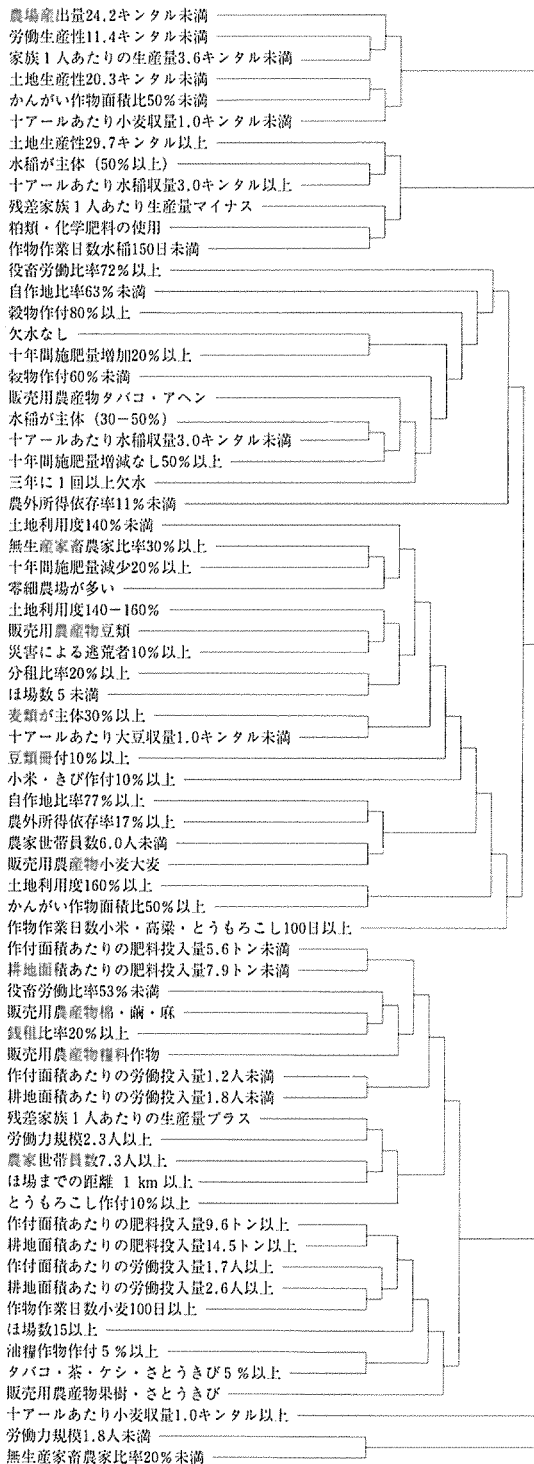 農場産出量24.2キンタル未満
労働生産性11.4キンタル未満
家族1人あたりの生産量3.6キンタル未満
土地生産性20.3キンタル未満
かんがい作物面積比50%未満
十アールあたり小麦収量1.0キンタル未満
土地生産性29.7キンタル以上
水稲が主体(50%以上)
十アールあたり水稲収量3.0キンタル以上
残差家族1人あたり生産量マイナス
粕類・化学肥料の使用
作物作業日数水稲150日未満
役畜労働比率72%以上
自作地比率63%未満
穀物作付80%以上
欠水なし
十年間施肥量増加20%以上
穀物作付60%未満
販売用農産物タバコ・アヘン
水稲が主体(30-50%)
十アールあたり水稲収量3.0キンタル未満
十年間施肥量増減なし50%以上
三年に1回以上欠水
農外所得依存率11%未満
土地利用度140%未満
無生産家畜農家比率30%以上
十年間施肥量減少20%以上
零細農場が多い
土地利用度140-160%
販売用農産物豆類
災害による逃荒者10%以上
分租比率20%以上
ほ場数5未満
麦類が主体30%以上
十アールあたり大豆収量1.0キンタル未満
豆類作付10%以上
小米・きび作付10%以上
自作地比率77%以上
農外所得依存率17%以上
農家世帯員数6.0人未満
販売用農産物小麦大麦
土地利用度160%以上
かんがい作物面積比50%以上
作物作業日数小米・高粱・とうもろこし100日以上
作付面積あたりの肥料投入量5.6トン未満
耕地面積あたりの肥料投入量7.9トン未満
役畜労働比率53%未満
販売用農産物棉・繭・麻
銭租比率20%以上
販売用農産物糧料作物
作付面積あたりの労働投入量1.2人未満
耕地面積あたりの労働投入量1.8人未満
残差家族1人あたりの生産量プラス
労働力規模2.3人以上
農家世帯員数7.3人以上
ほ場までの距離 1 km 以上
とうもろこし作付10%以上
作付面積あたりの肥料投入量9.6トン以上
耕地面積あたりの肥料投入量14.5トン以上
作付面積あたりの労働投入量1.7人以上
耕地面積あたりの労働投入量2.6人以上
作物作業日数小麦100日以上
ほ場数15以上
油糧作物作付5%以上
タバコ・茶・ケシ・さとうきび5%以上
販売用農産物果樹・さとうきび
十アールあたり小麦収量1.0キンタル以上
労働力規模1.8人未満
無生産家畜農家比率20%未満